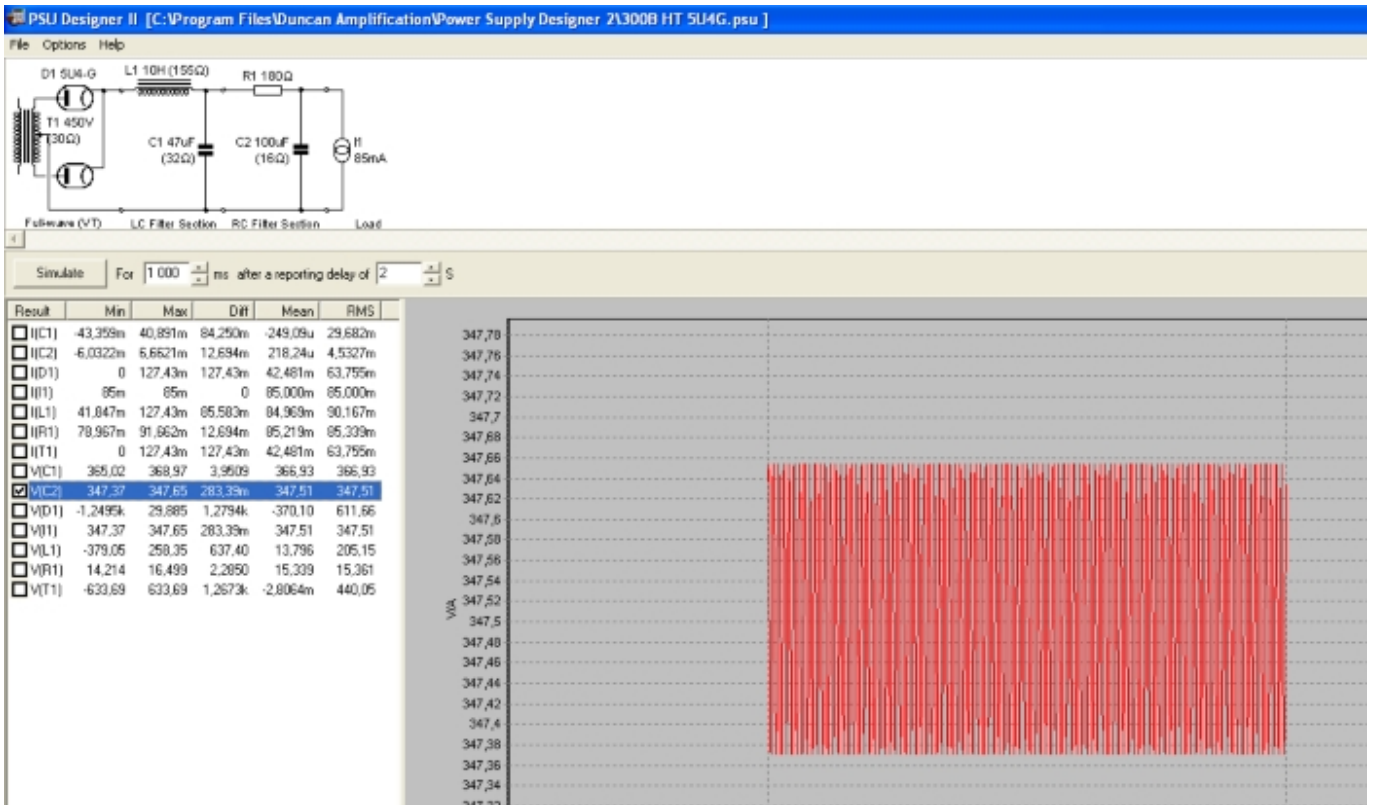 PSU Designer II [C:\Program Files\Duncan Amplification\Power Supply Designer 2\300B HT 5U4G.psu ]
File Options Help
D1 5U4-G L1 10H (155Ω) R1 180Ω
T1 450V
(30Ω) C1 47uF C2 100uF I1
(32Ω) (16Ω) 85mA
Full-wave (VT) LC Filter Section RC Filter Section Load
Simulate For 1 000 ms after a reporting delay of 2 S
Result Min Max Diff Mean RMS
I(C1) -43,359m 40,891m 84,250m -249,09u 29,682m
I(C2) -6,0322m 6,6621m 12,694m 218,24u 4,5327m
I(D1) 0 127,43m 127,43m 42,481m 63,755m
I(I1) 85m 85m 0 85,000m 85,000m
I(L1) 41,847m 127,43m 85,583m 84,969m 90,167m
I(R1) 78,967m 91,662m 12,694m 85,219m 85,339m
I(T1) 0 127,43m 127,43m 42,481m 63,755m
V(C1) 365,02 368,97 3,9509 366,93 366,93
V(C2) 347,37 347,65 283,39m 347,51 347,51
V(D1) -1,2495k 29,885 1,2794k -370,10 611,66
V(I1) 347,37 347,65 283,39m 347,51 347,51
V(L1) -379,05 258,35 637,40 13,796 205,15
V(R1) 14,214 16,499 2,2850 15,339 15,361
V(T1) -633,69 633,69 1,2673k -2,8064m 440,05
347,78
347,76
347,74
347,72
347,7
347,68
347,66
347,64
347,62
347,6
347,58
347,56
347,54
347,52
V/A
347,5
347,48
347,46
347,44
347,42
347,4
347,38
347,36
347,34